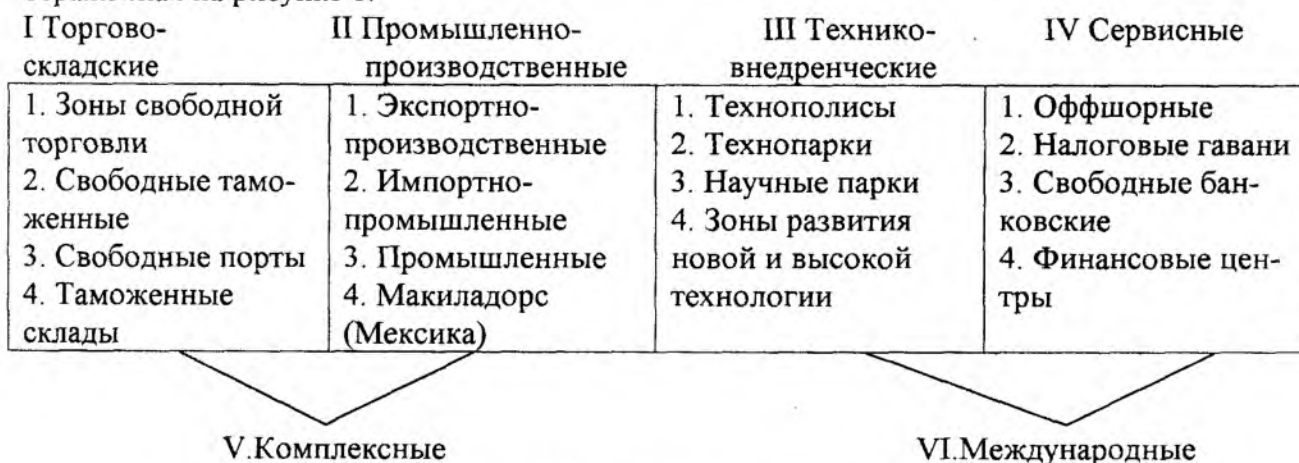 на рисунке
I Торгово-
складские
II Промышленно-
производственные
III Технико-
внедренческие
IV Сервисные
1. Зоны свободной
торговли
2. Свободные тамо-
женные
3. Свободные порты
4. Таможенные
склады
1. Экспортно-
производственные
2. Импортно-
промышленные
3. Промышленные
4. Макиладорс
(Мексика)
1. Технополисы
2. Технопарки
3. Научные парки
4. Зоны развития
новой и высокой
технологии
1. Оффшорные
2. Налоговые гавани
3. Свободные бан-
ковские
4. Финансовые цен-
тры
V.Комплексные
VI.Международные